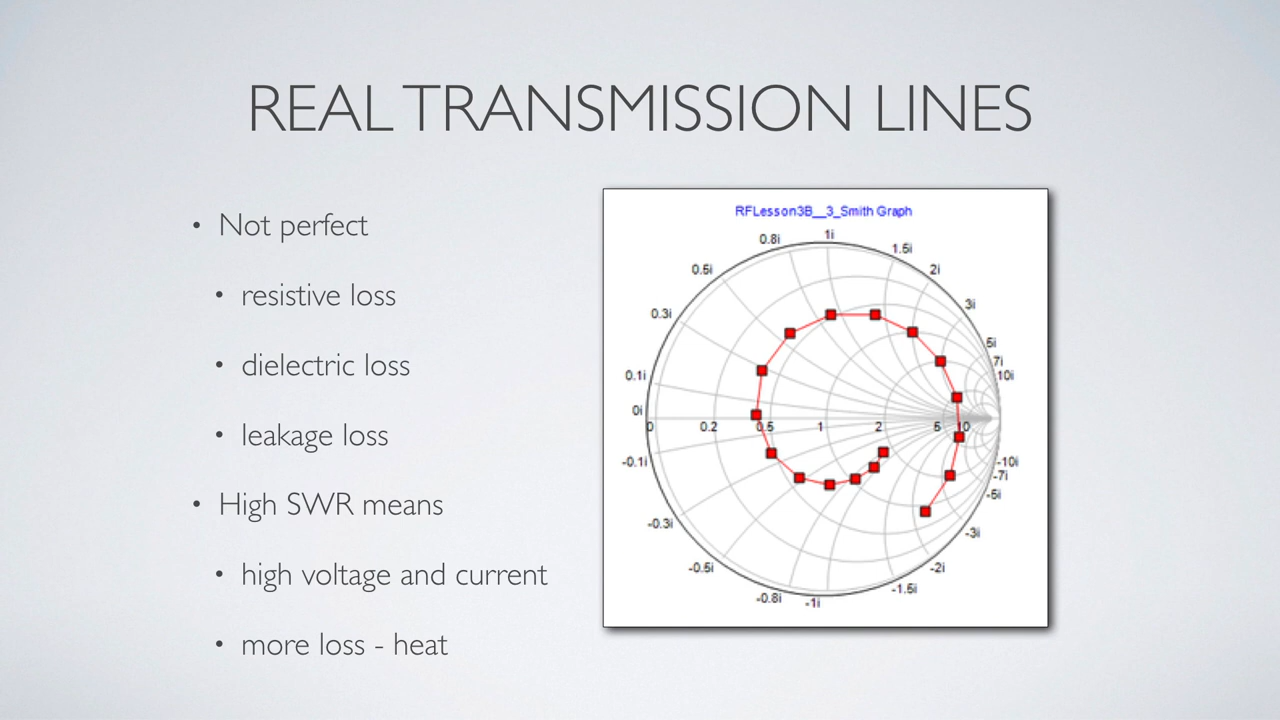 REAL TRANSMISSION LINES
• Not perfect
• resistive loss
• dielectric loss
• leakage loss
• High SWR means
• high voltage and current
• more loss - heat
RFLesson3B__3_Smith Graph
1i
0.8i
1.5i
0.5i
2i
0.3i
3i
5i
7i
0.1i
10i
0i
0 0.2 0.5 1 2 5 10
-0.1i
-10i
-7i
-5i
-0.3i
-3i
-0.5i
-2i
-0.8i
-1.5i
-1i